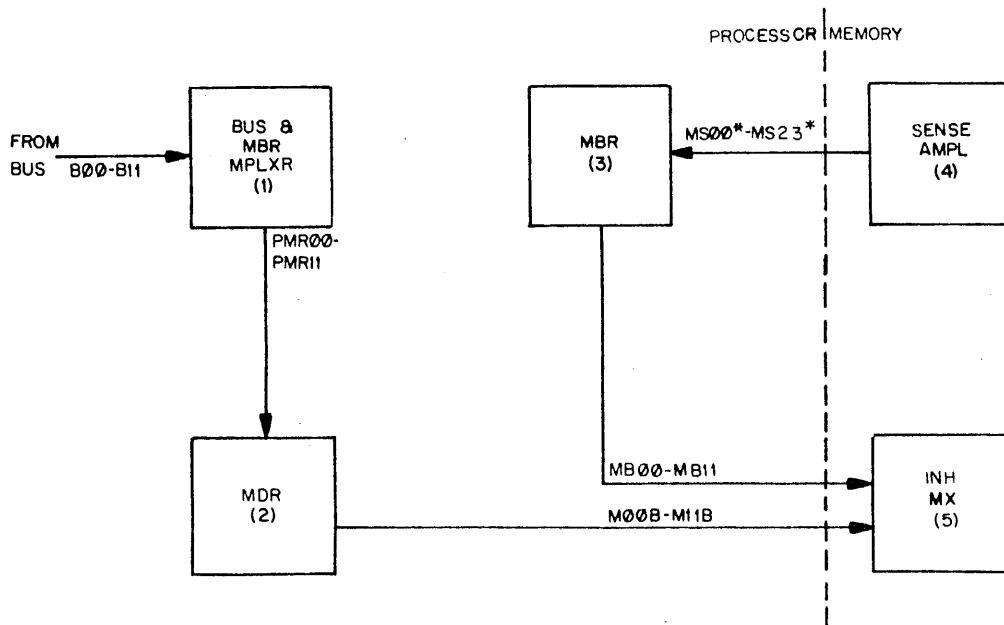 PROCESSOR MEMORY
FROM
BUS
BØØ-B11
BUS &
MBR
MPLXR
(1)
MBR
(3)
MSØØ*-MS23*
SENSE
AMPL
(4)
PMRØØ-
PMR11
MDR
(2)
MBØØ-MB11
MØØB-M11B
INH
MX
(5)